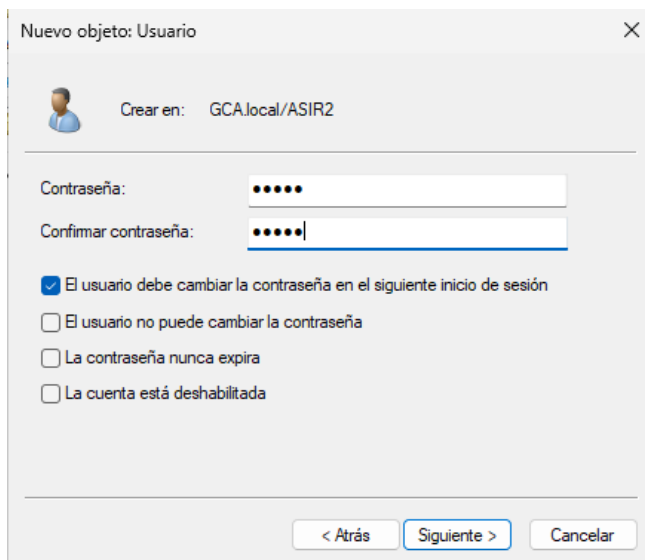 Nuevo objeto: Usuario
Crear en: GCA.local/ASIR2
Contraseña: •••••
Confirmar contraseña: •••••
El usuario debe cambiar la contraseña en el siguiente inicio de sesión
El usuario no puede cambiar la contraseña
La contraseña nunca expira
La cuenta está deshabilitada
< Atrás Siguiente > Cancelar